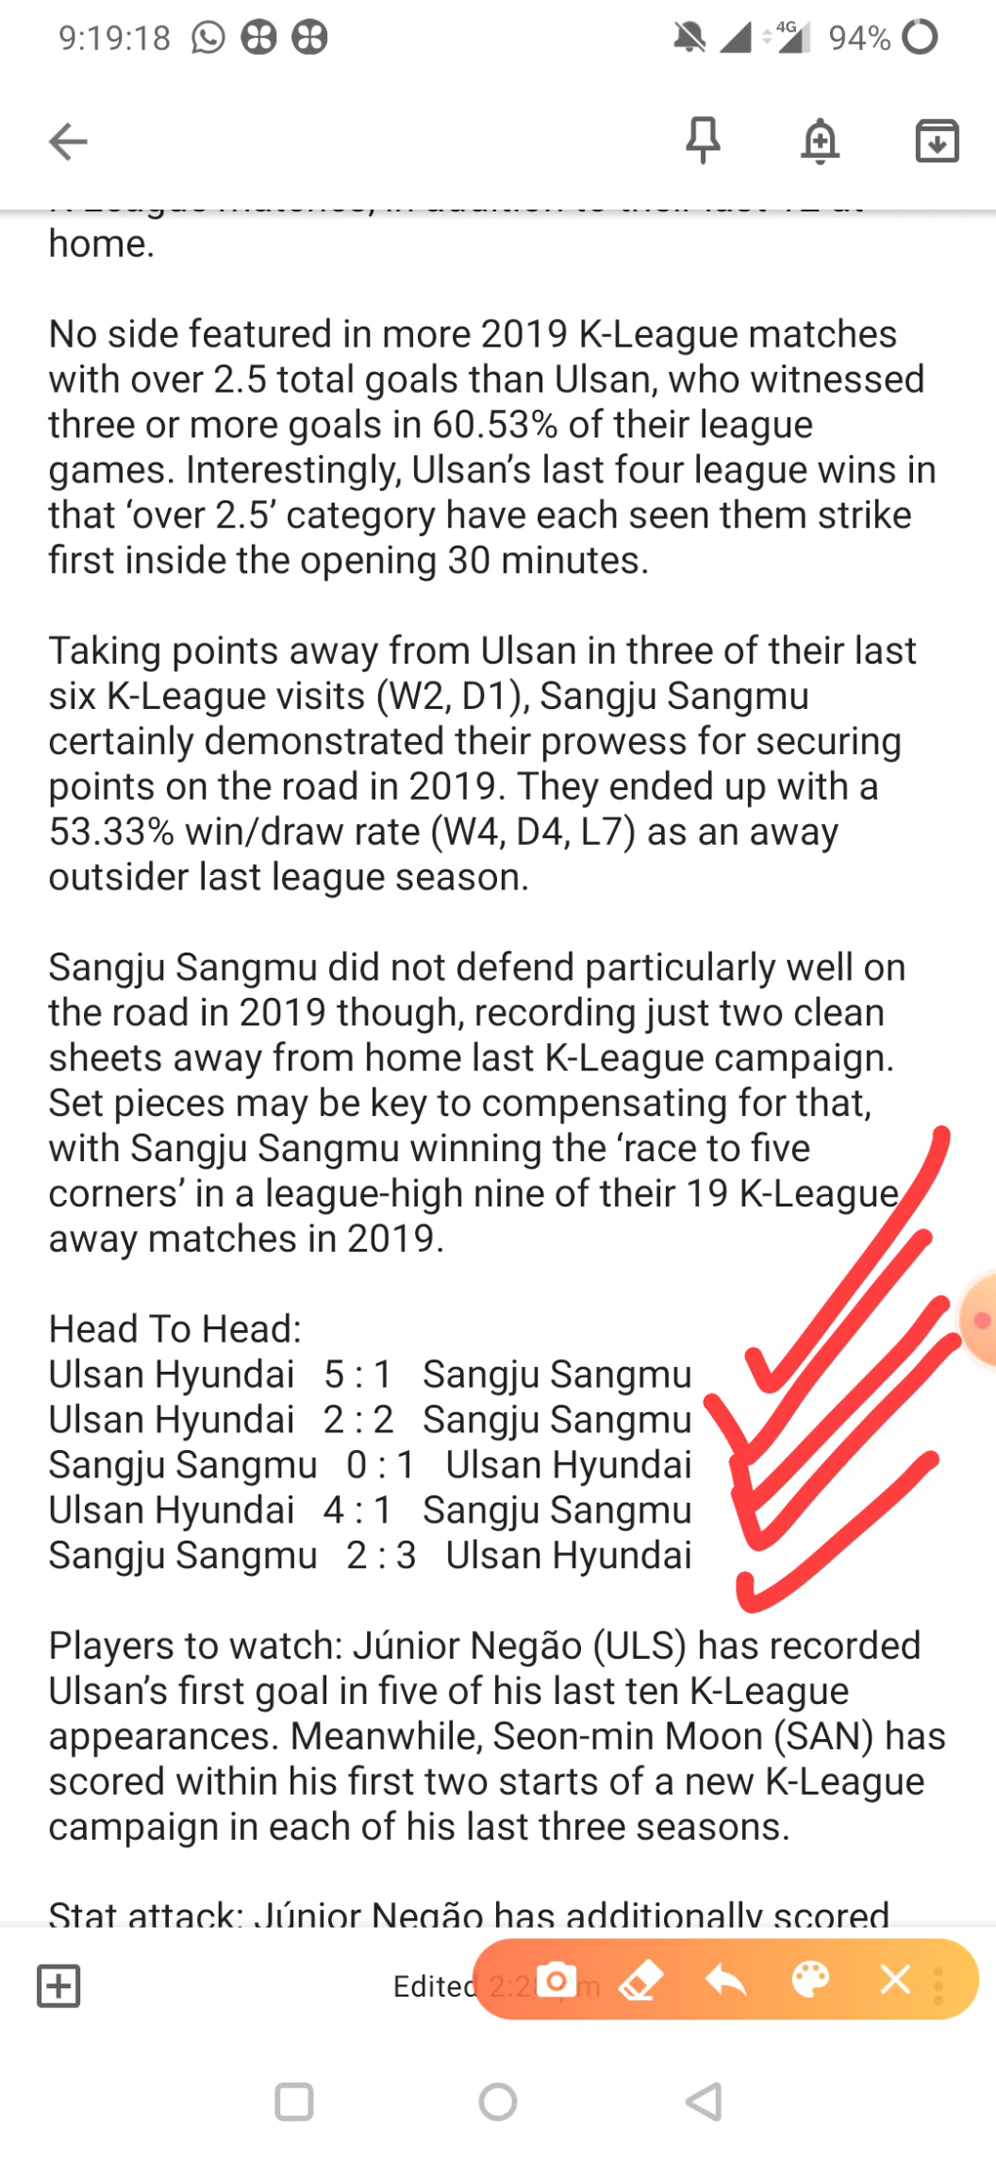 9:19:18 4G 94%
home.
No side featured in more 2019 K-League matches
with over 2.5 total goals than Ulsan, who witnessed
three or more goals in 60.53% of their league
games. Interestingly, Ulsan's last four league wins in
that ‘over 2.5’ category have each seen them strike
first inside the opening 30 minutes.
Taking points away from Ulsan in three of their last
six K-League visits (W2, D1), Sangju Sangmu
certainly demonstrated their prowess for securing
points on the road in 2019. They ended up with a
53.33% win/draw rate (W4, D4, L7) as an away
outsider last league season.
Sangju Sangmu did not defend particularly well on
the road in 2019 though, recording just two clean
sheets away from home last K-League campaign.
Set pieces may be key to compensating for that,
with Sangju Sangmu winning the ‘race to five
corners’ in a league-high nine of their 19 K-League
away matches in 2019.
Head To Head:
Ulsan Hyundai 5 : 1 Sangju Sangmu
Ulsan Hyundai 2 : 2 Sangju Sangmu
Sangju Sangmu 0 : 1 Ulsan Hyundai
Ulsan Hyundai 4 : 1 Sangju Sangmu
Sangju Sangmu 2 : 3 Ulsan Hyundai
Players to watch: Júnior Negão (ULS) has recorded
Ulsan's first goal in five of his last ten K-League
appearances. Meanwhile, Seon-min Moon (SAN) has
scored within his first two starts of a new K-League
campaign in each of his last three seasons.
Stat attack: Júnior Negão has additionally scored
Edited